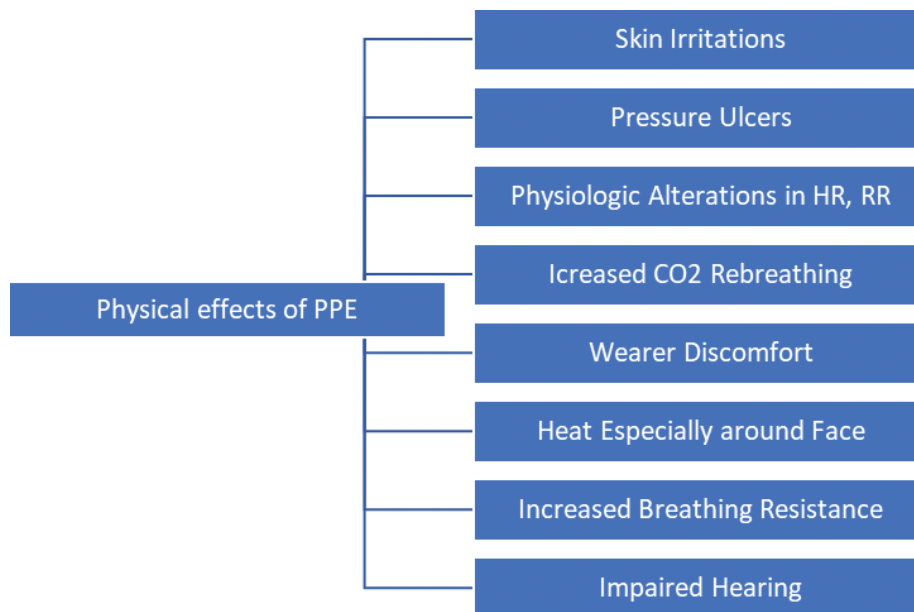 Skin Irritations
Pressure Ulcers
Physiologic Alterations in HR, RR
Icreased CO2 Rebreathing
Physical effects of PPE
Wearer Discomfort
Heat Especially around Face
Increased Breathing Resistance
Impaired Hearing